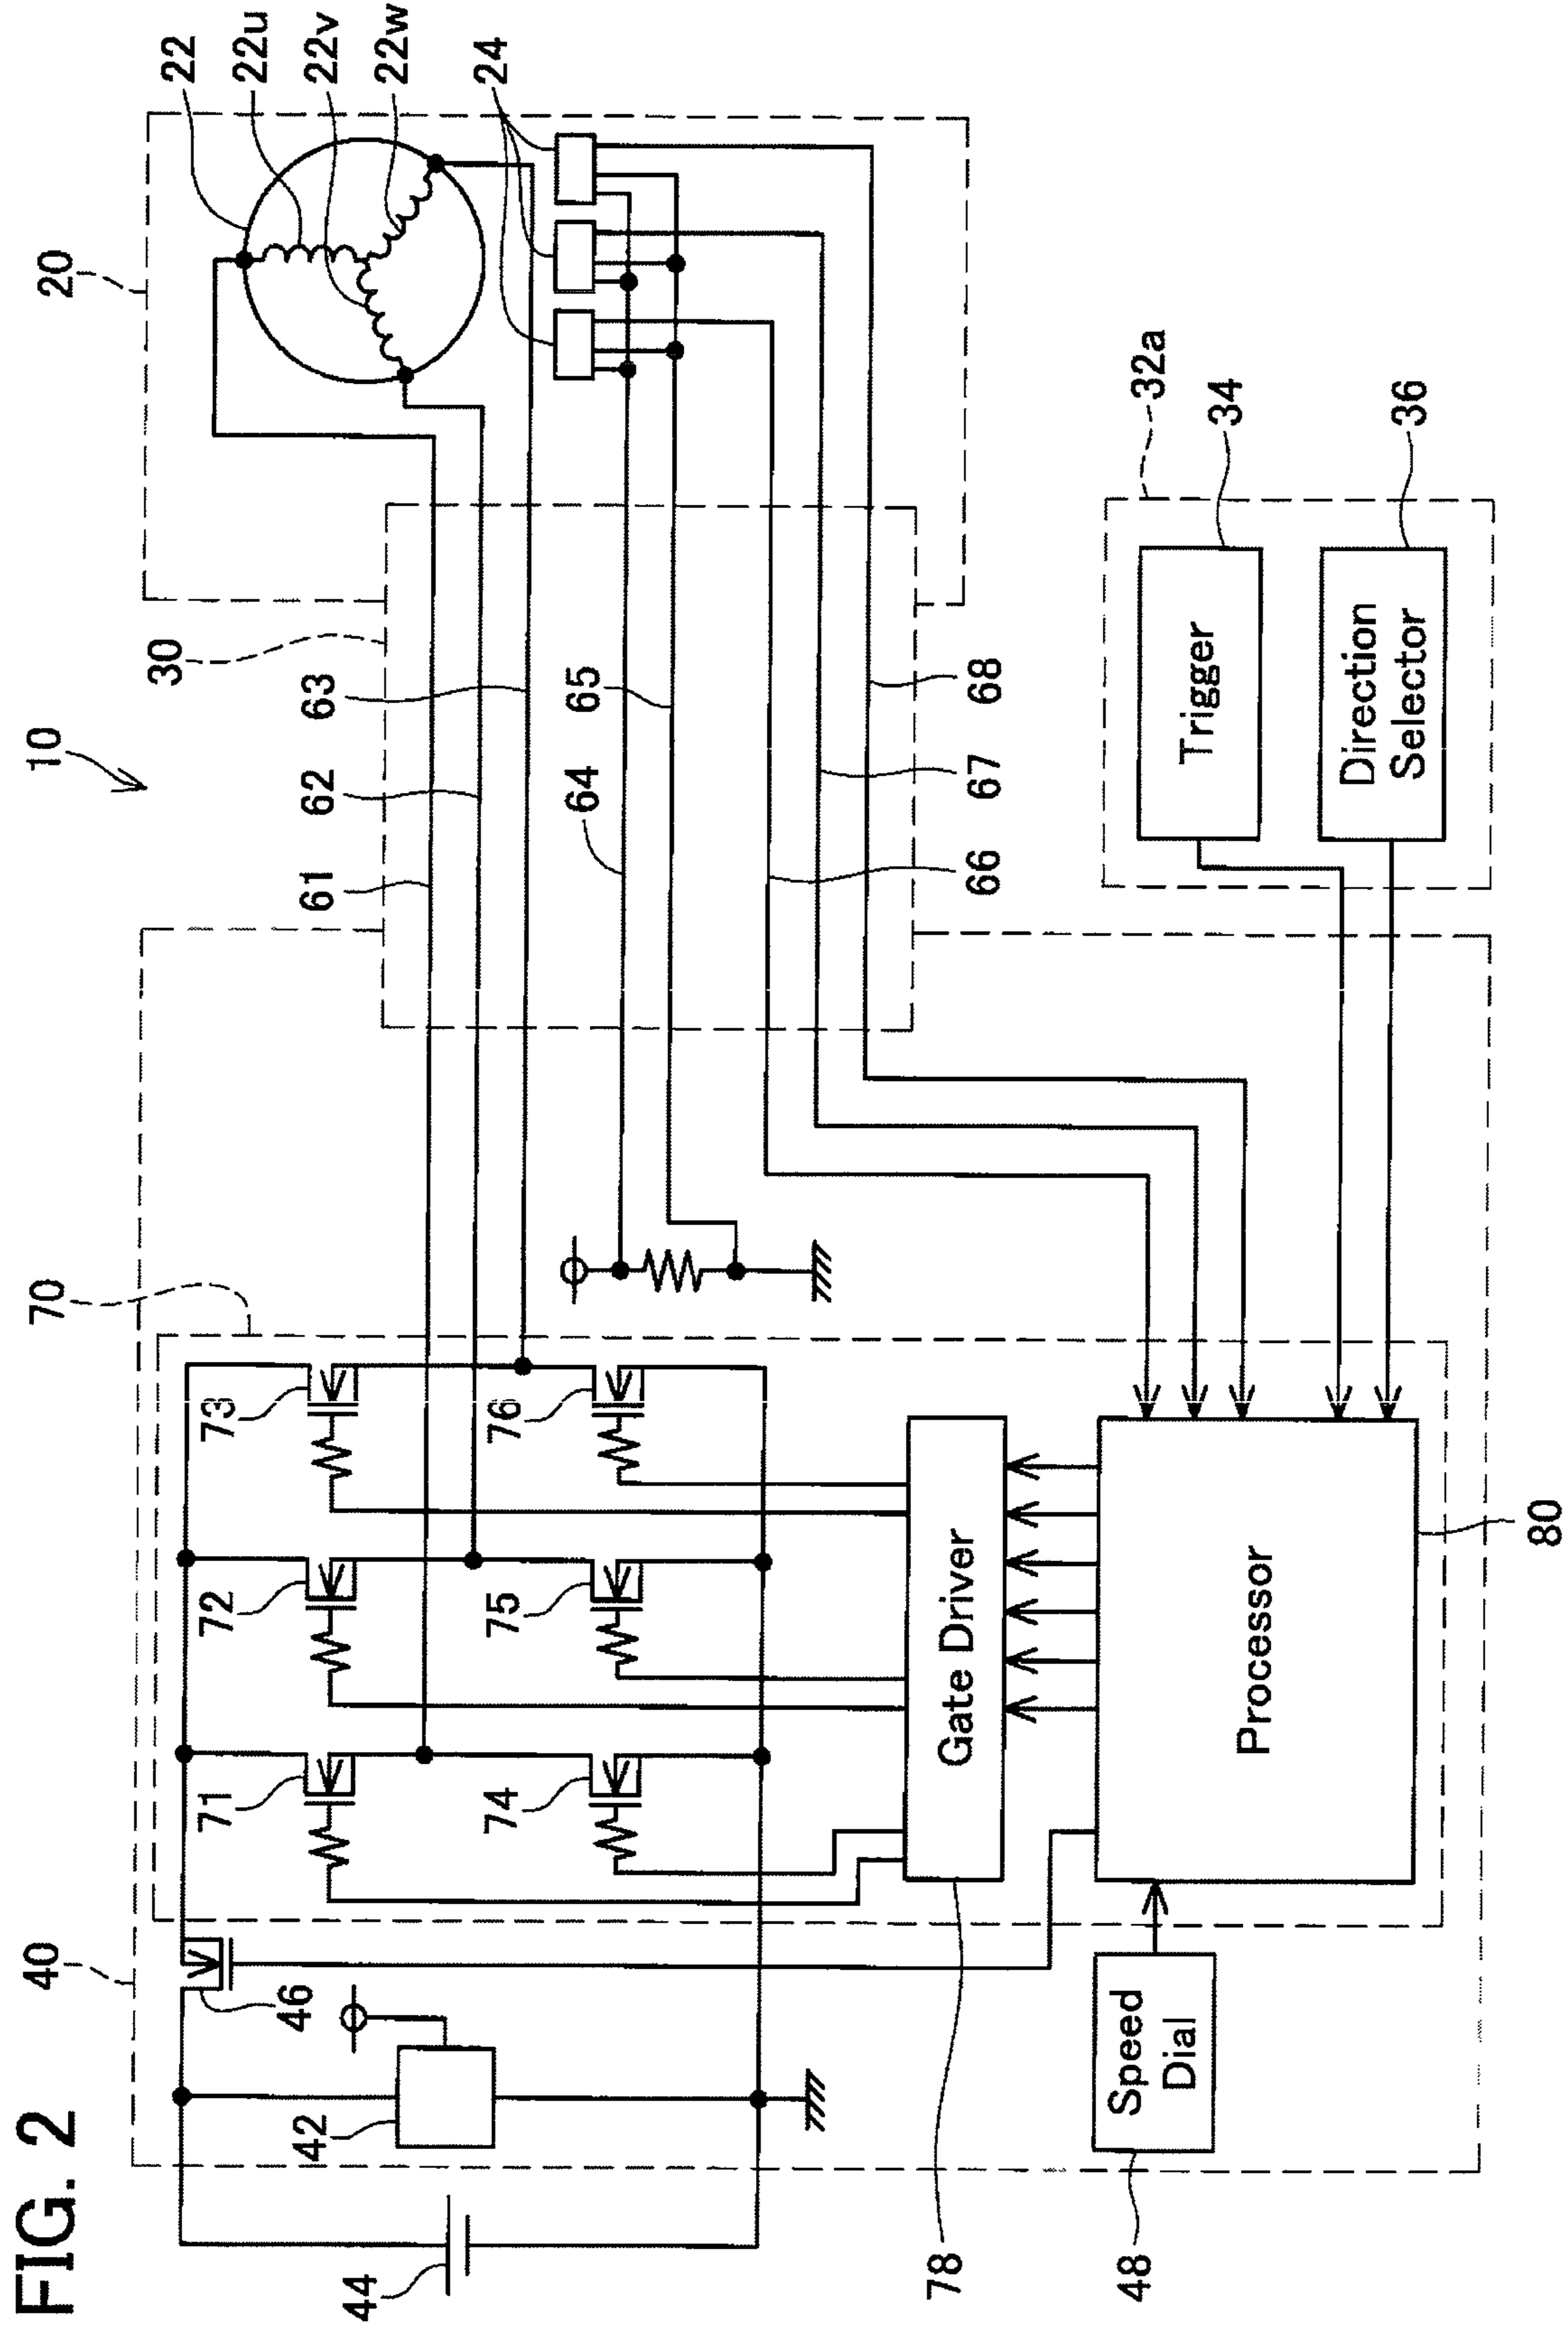 FIG. 2
10
20
22
22u
22v
22w
24
30
61
62
63
64
65
66
67
68
32a
34
Trigger
36
Direction
Selector
40
70
71
72
73
74
75
76
46
42
44
Gate Driver
78
Processor
80
Speed
Dial
48